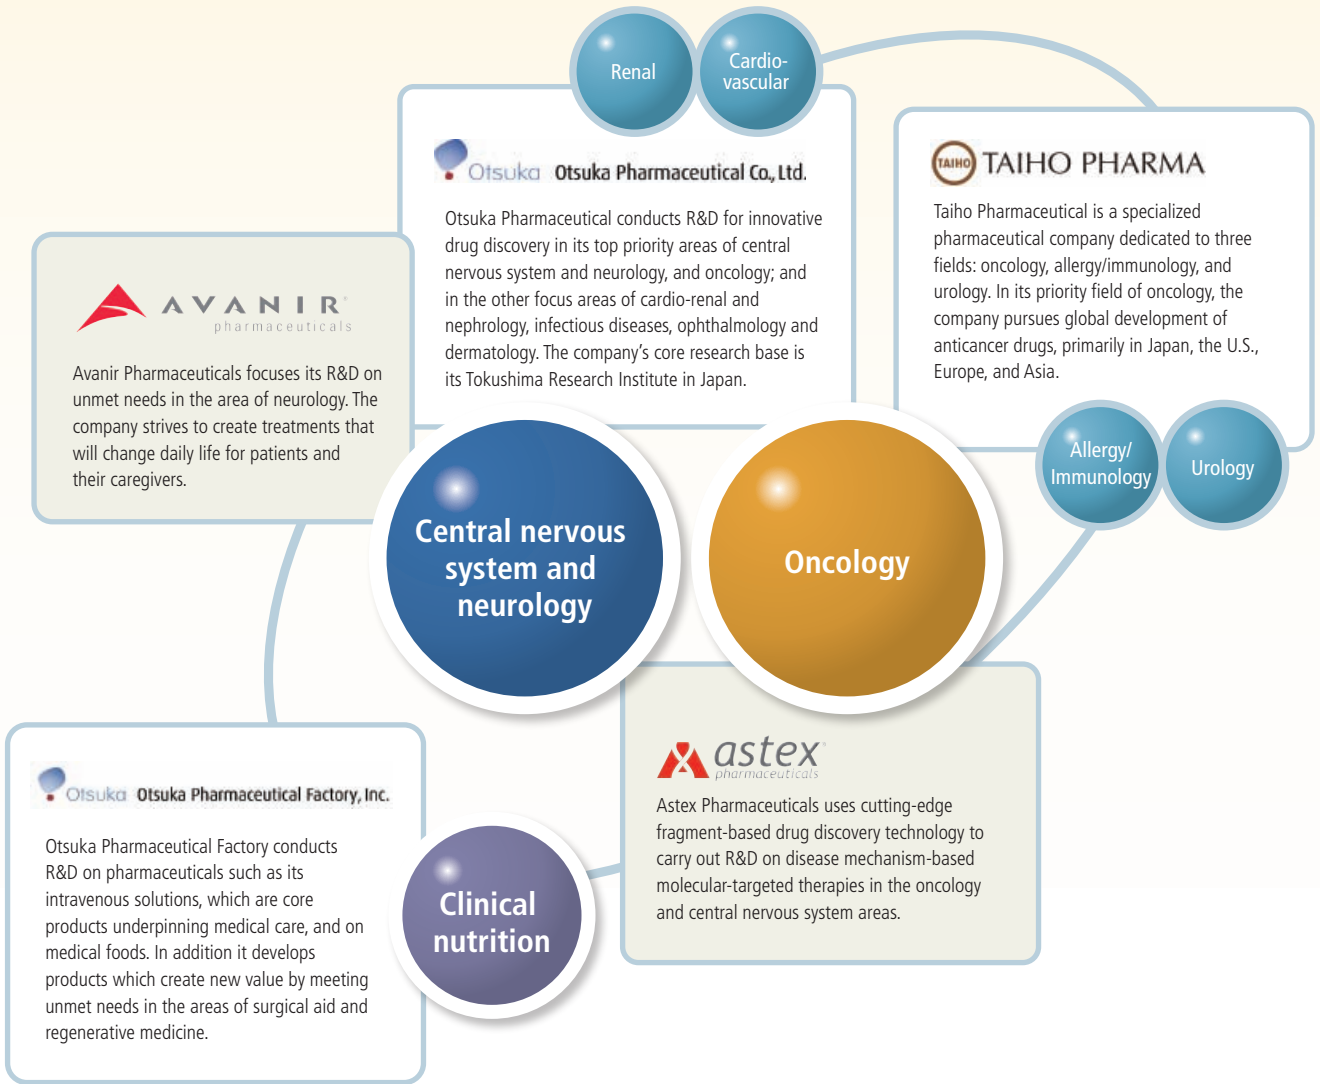 Renal
Cardio-
vascular
Otsuka Otsuka Pharmaceutical Co., Ltd.
Otsuka Pharmaceutical conducts R&D for innovative
drug discovery in its top priority areas of central
nervous system and neurology, and oncology; and
in the other focus areas of cardio-renal and
nephrology, infectious diseases, ophthalmology and
dermatology. The company's core research base is
its Tokushima Research Institute in Japan.
TAIHO TAIHO PHARMA
Taiho Pharmaceutical is a specialized
pharmaceutical company dedicated to three
fields: oncology, allergy/immunology, and
urology. In its priority field of oncology, the
company pursues global development of
anticancer drugs, primarily in Japan, the U.S.,
Europe, and Asia.
Allergy/
Immunology
Urology
AVANIR
pharmaceuticals
Avanir Pharmaceuticals focuses its R&D on
unmet needs in the area of neurology. The
company strives to create treatments that
will change daily life for patients and
their caregivers.
Central nervous
system and
neurology
Oncology
astex
pharmaceuticals
Astex Pharmaceuticals uses cutting-edge
fragment-based drug discovery technology to
carry out R&D on disease mechanism-based
molecular-targeted therapies in the oncology
and central nervous system areas.
Otsuka Otsuka Pharmaceutical Factory, Inc.
Otsuka Pharmaceutical Factory conducts
R&D on pharmaceuticals such as its
intravenous solutions, which are core
products underpinning medical care, and on
medical foods. In addition it develops
products which create new value by meeting
unmet needs in the areas of surgical aid and
regenerative medicine.
Clinical
nutrition